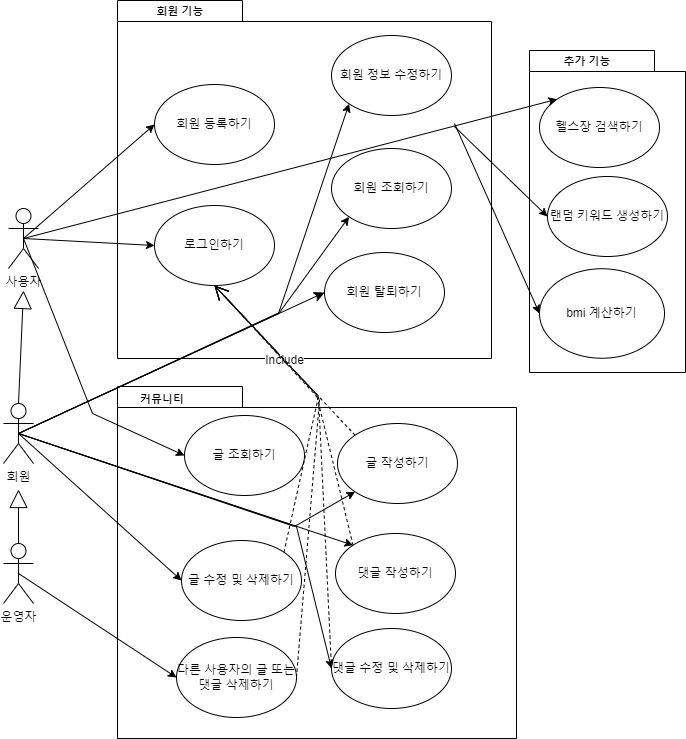 회원 기능
회원 정보 수정하기
추가 기능
회원 등록하기
헬스장 검색하기
회원 조회하기
랜덤 키워드 생성하기
로그인하기
사용자
회원 탈퇴하기
bmi 계산하기
Include
커뮤니티
글 조회하기
글 작성하기
회원
글 수정 및 삭제하기
댓글 작성하기
운영자
다른 사용자의 글 또는
댓글 삭제하기
댓글 수정 및 삭제하기